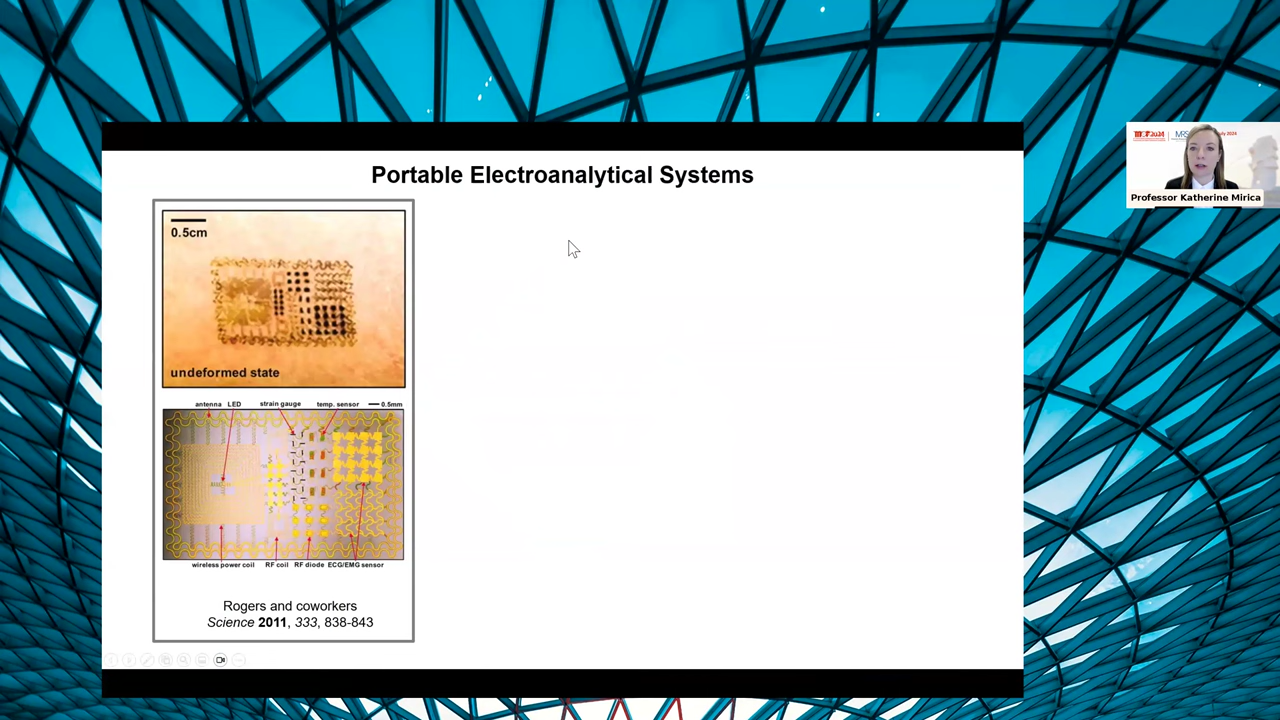 Portable Electroanalytical Systems
0.5cm
undeformed state
antenna LED strain gauge temp. sensor 0.5mm
wireless power coil RF coil RF diode ECG/EMG sensor
Rogers and coworkers
Science 2011, 333, 838-843
MRS
Professor Katherine Mirica